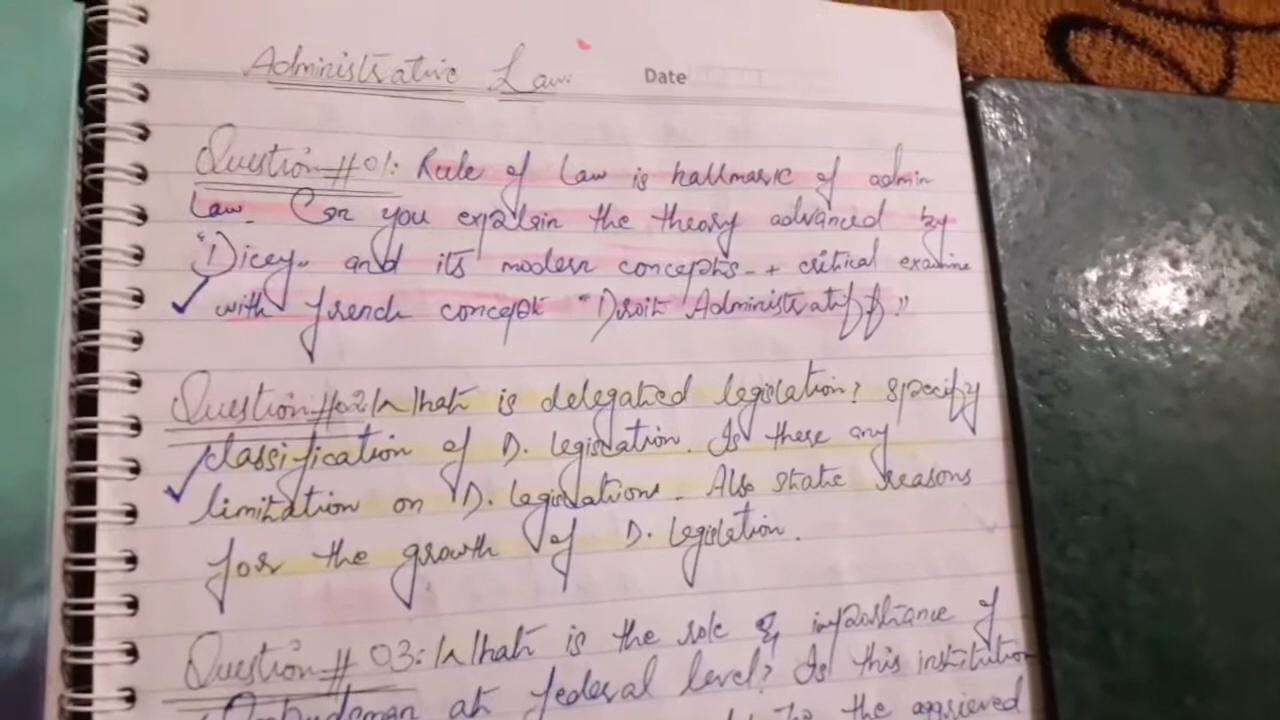 Administrative Law.
Date
Question#01: Rule of Law is hallmark of admin
Law. Can you explain the theory advanced by
"Dicey" and its modern concepts - + critical examine
with french concept "Droit Administratiff"
Question#02: What is delegated legislation? Specify
classification of D. legislation. Is there any
limitation on D. Legislations. Also state reasons
for the growth of D. Legislation.
Question# 03: What is the role & importance of
Ombudsman at federal level? Is this institution
the aggrieved